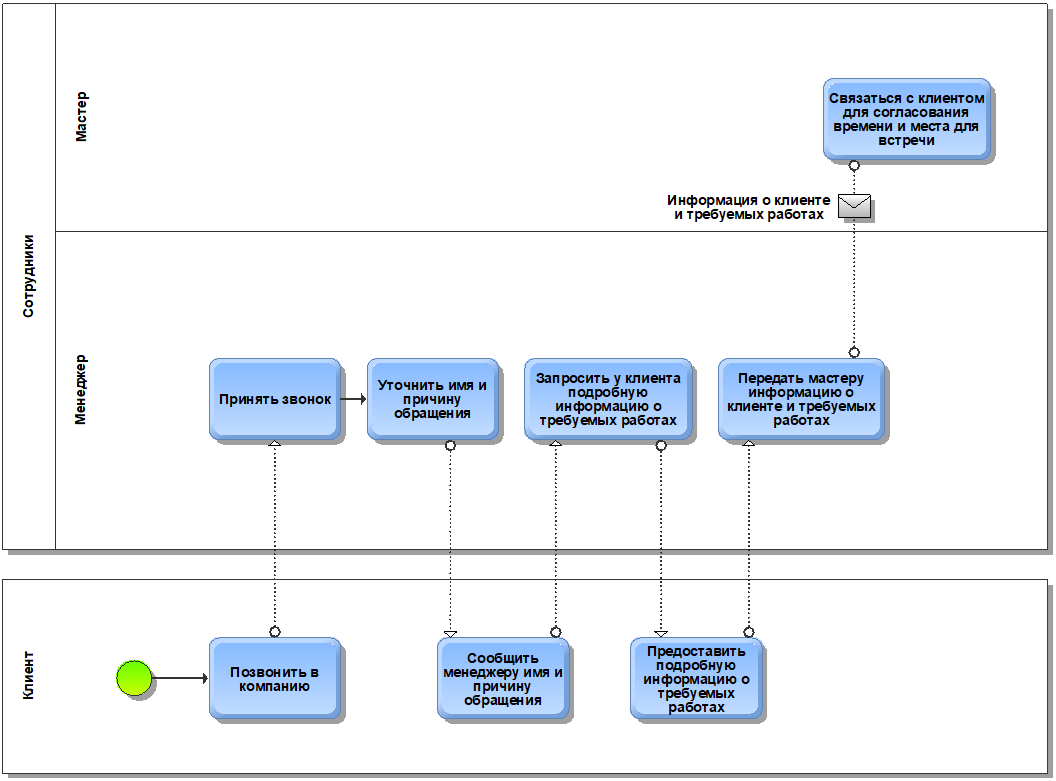 Сотрудники
Мастер
Связаться с клиентом
для согласования
времени и места для
встречи
Информация о клиенте
и требуемых работах
Менеджер
Принять звонок
Уточнить имя и
причину
обращения
Запросить у клиента
подробную
информацию о
требуемых работах
Передать мастеру
информацию о
клиенте и требуемых
работах
Клиент
Позвонить в
компанию
Сообщить
менеджеру имя и
причину
обращения
Предоставить
подробную
информацию о
требуемых
работах